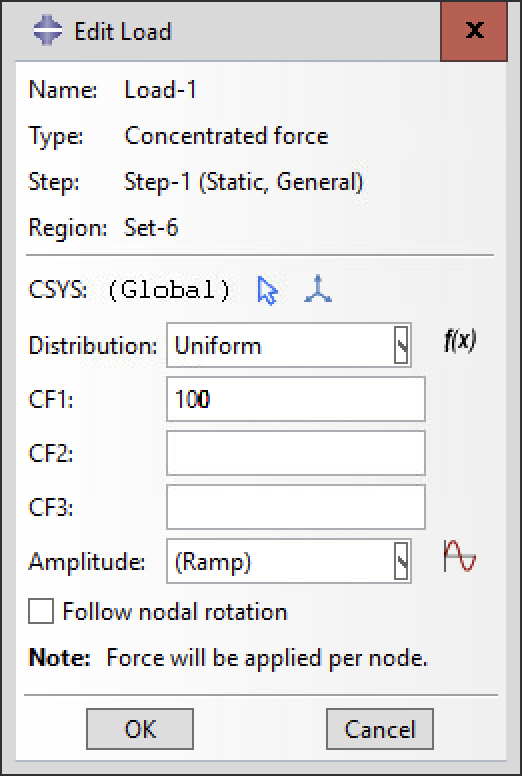 Edit Load
X
Name: Load-1
Type: Concentrated force
Step: Step-1 (Static, General)
Region: Set-6
CSYS: (Global)
Distribution: Uniform f(x)
CF1: 100
CF2:
CF3:
Amplitude: (Ramp)
Follow nodal rotation
Note: Force will be applied per node.
OK Cancel